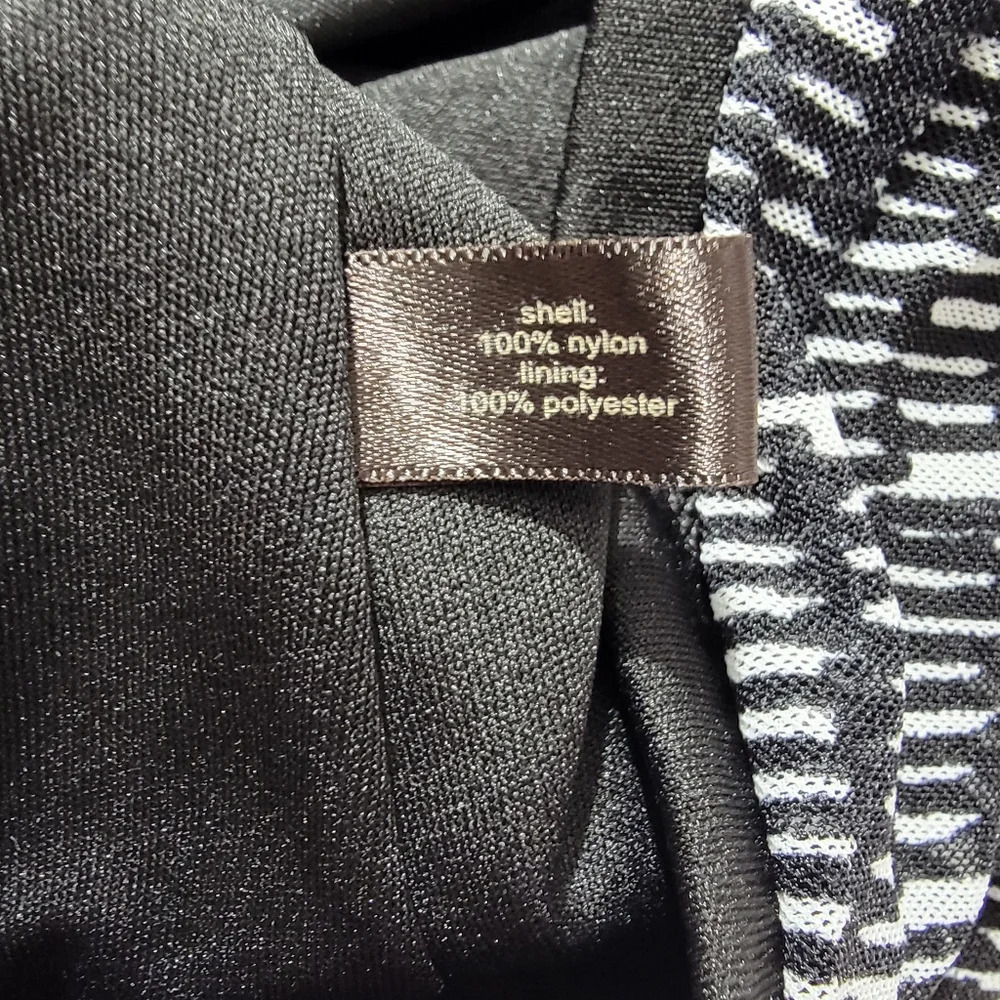 shell:
100% nylon
lining:
100% polyester